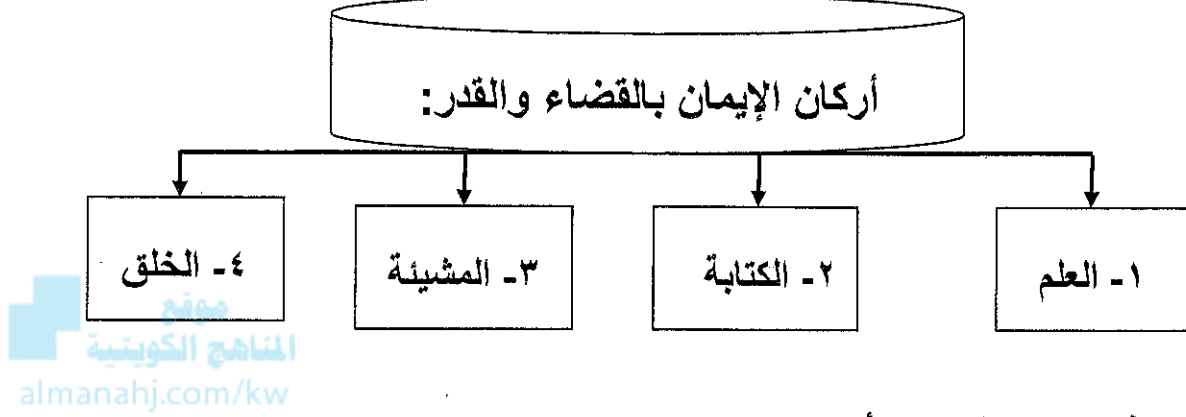 أركان الإيمان بالقضاء والقدر:
١- العلم
٢- الكتابة
٣- المشيئة
٤- الخلق
موقع
المناهج الكويتية
almanahj.com/kw